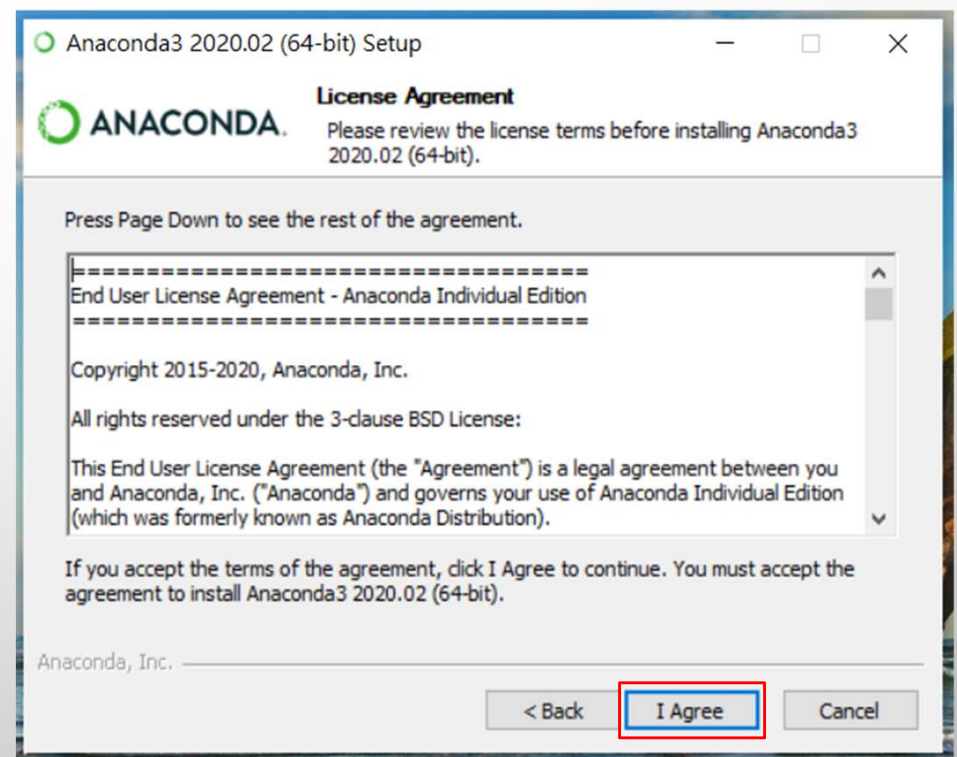 Anaconda3 2020.02 (64-bit) Setup
ANACONDA.
License Agreement
Please review the license terms before installing Anaconda3
2020.02 (64-bit).
Press Page Down to see the rest of the agreement.
===================================
End User License Agreement - Anaconda Individual Edition
===================================
Copyright 2015-2020, Anaconda, Inc.
All rights reserved under the 3-clause BSD License:
This End User License Agreement (the "Agreement") is a legal agreement between you
and Anaconda, Inc. ("Anaconda") and governs your use of Anaconda Individual Edition
(which was formerly known as Anaconda Distribution).
If you accept the terms of the agreement, click I Agree to continue. You must accept the
agreement to install Anaconda3 2020.02 (64-bit).
Anaconda, Inc.
< Back
I Agree
Cancel